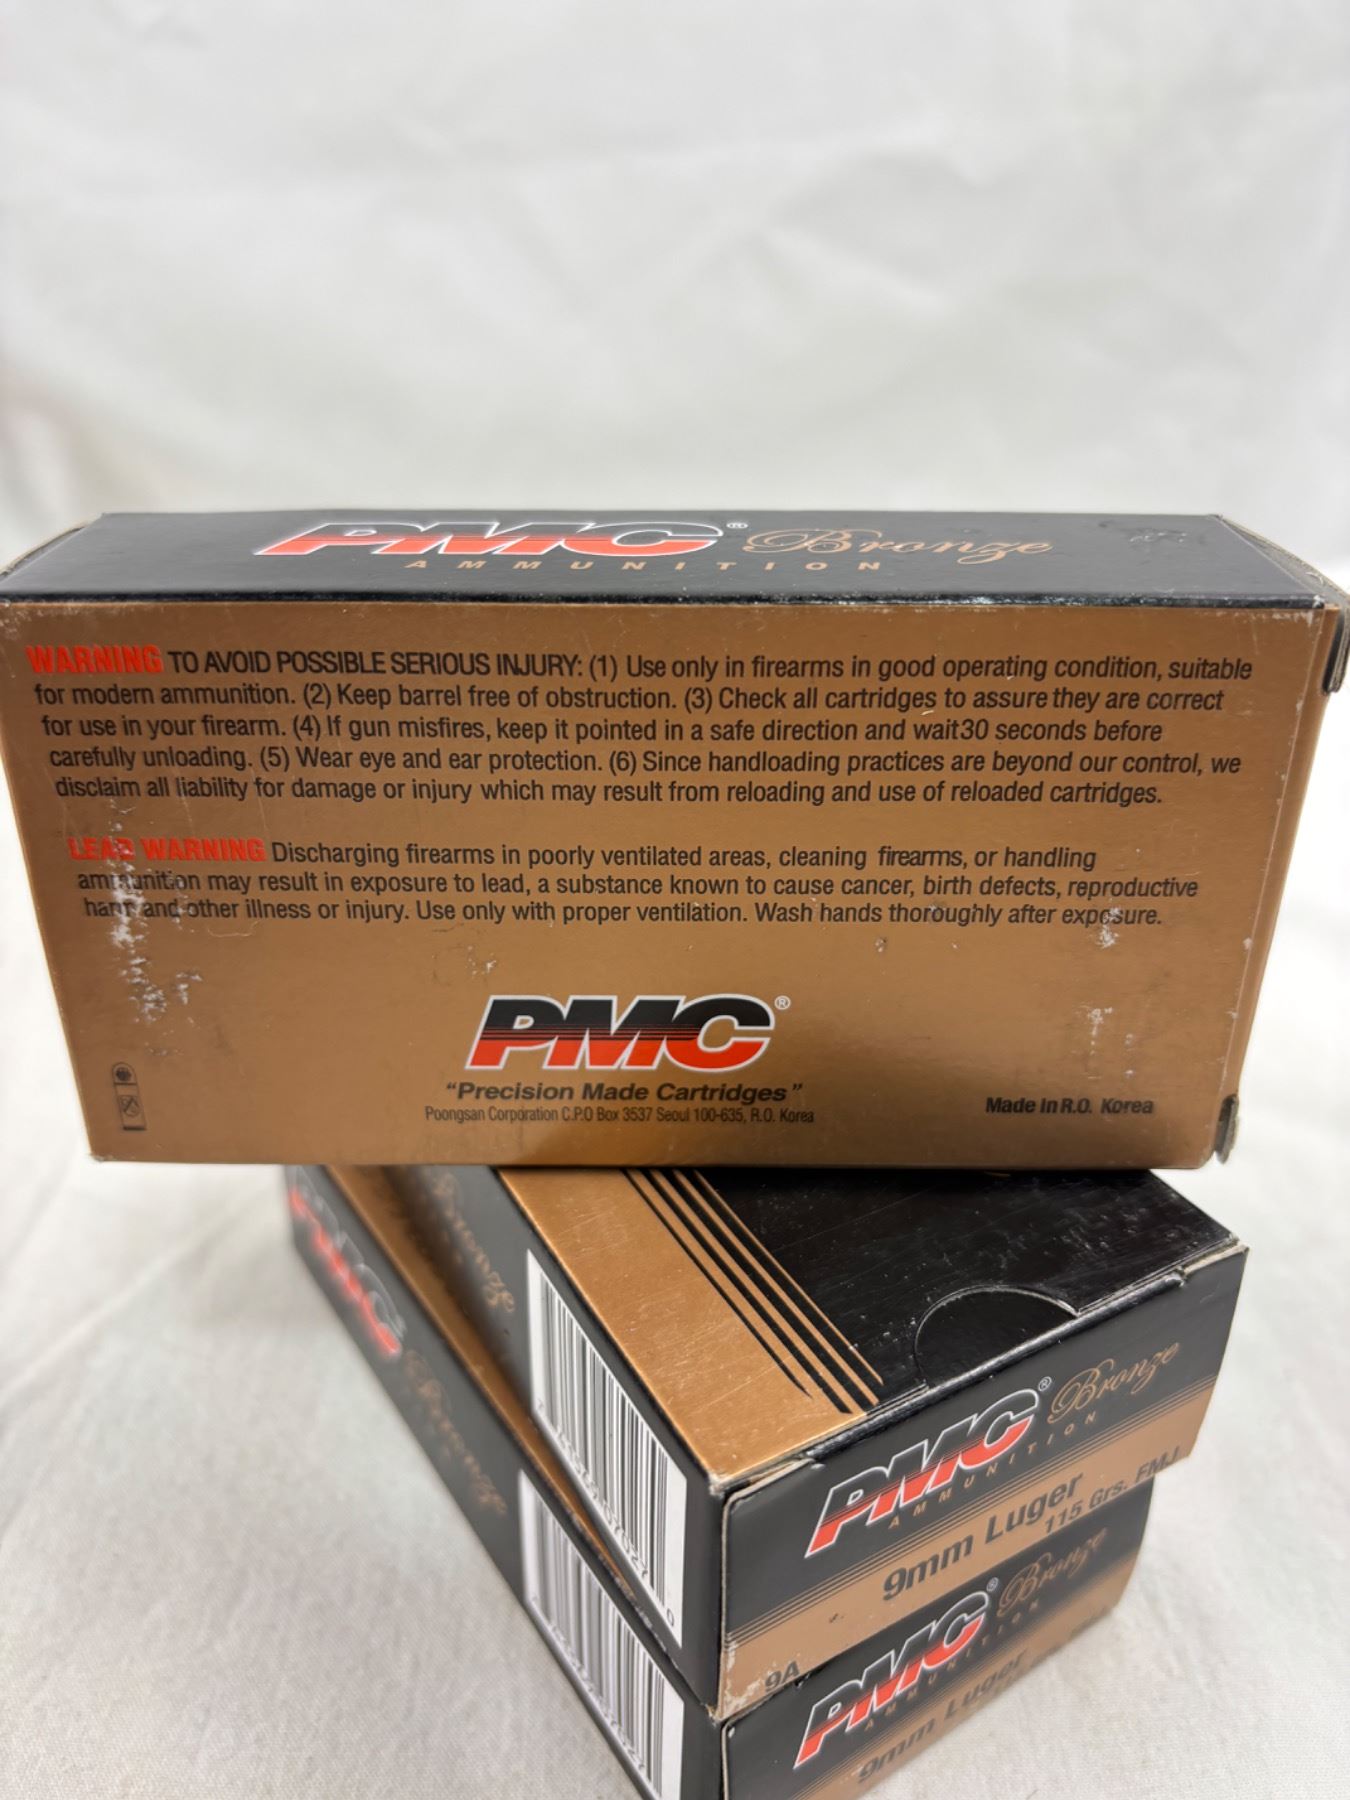 PMC® Bronze
AMMUNITION
WARNING TO AVOID POSSIBLE SERIOUS INJURY: (1) Use only in firearms in good operating condition, suitable
for modern ammunition. (2) Keep barrel free of obstruction. (3) Check all cartridges to assure they are correct
for use in your firearm. (4) If gun misfires, keep it pointed in a safe direction and wait30 seconds before
carefully unloading. (5) Wear eye and ear protection. (6) Since handloading practices are beyond our control, we
disclaim all liability for damage or injury which may result from reloading and use of reloaded cartridges.
LEAD WARNING Discharging firearms in poorly ventilated areas, cleaning firearms, or handling
ammunition may result in exposure to lead, a substance known to cause cancer, birth defects, reproductive
harm and other illness or injury. Use only with proper ventilation. Wash hands thoroughly after exposure.
PMC®
"Precision Made Cartridges"
Poongsan Corporation C.P.O Box 3537 Seoul 100-635, R.O. Korea
Made In R.O. Korea
PMC Bronze
PMC Bronze
PMC® Bronze
AMMUNITION
9mm Luger
115 Grs. FMJ
9A
PMC® Bronze
AMMUNITION
9mm Luger